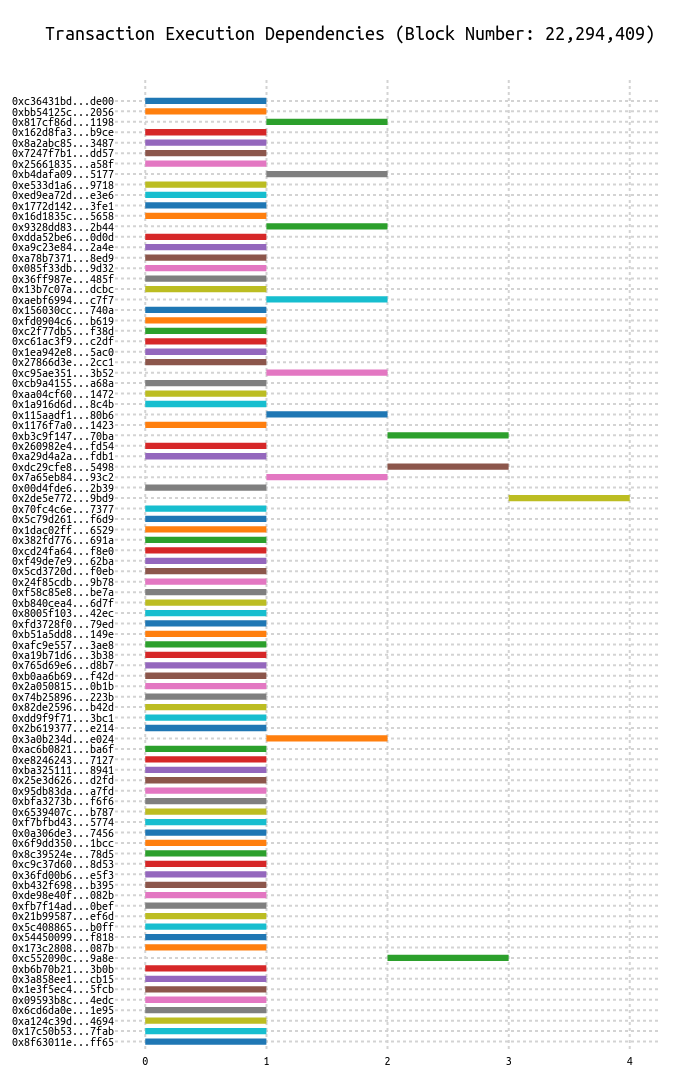 Transaction Execution Dependencies (Block Number: 22,294,409)
0xc36431bd...de00
0xbb54125c...2056
0x817cf86d...1198
0x162d8fa3...b9ce
0x8a2abc85...3487
0x7247f7b1...dd57
0x25661835...a58f
0xb4dafa09...5177
0xe533d1a6...9718
0xed9ea72d...e3e6
0x1772d142...3fe1
0x16d1835c...5658
0x9328dd83...2b44
0xdda52be6...0d0d
0xa9c23e84...2a4e
0xa78b7371...8ed9
0x085f33db...9d32
0x36ff987e...485f
0x13b7c07a...dcbc
0xaebf6994...c7f7
0x156030cc...740a
0xfd0904c6...b619
0xc2f77db5...f38d
0xc61ac3f9...c2df
0x1ea942e8...5ac0
0x27866d3e...2cc1
0xc95ae351...3b52
0xcb9a4155...a68a
0xaa04cf60...1472
0x1a916d6d...8c4b
0x115aadf1...80b6
0x1176f7a0...1423
0xb3c9f147...70ba
0x260982e4...fd54
0xa29d4a2a...fdb1
0xdc29cfe8...5498
0x7a65eb84...93c2
0x00d4fde6...2b39
0x2de5e772...9bd9
0x70fc4c6e...7377
0x5c79d261...f6d9
0x1dac02ff...6529
0x382fd776...691a
0xcd24fa64...f8e0
0xf49de7e9...62ba
0x5cd3720d...f0eb
0x24f85cdb...9b78
0xf58c85e8...be7a
0xb840cea4...6d7f
0x8005f103...42ec
0xfd3728f0...79ed
0xb51a5dd8...149e
0xafc9e557...3ae8
0xa19b71d6...3b38
0x765d69e6...d8b7
0xb0aa6b69...f42d
0x2a050815...0b1b
0x74b25896...223b
0x82de2596...b42d
0xdd9f9f71...3bc1
0x2b619377...e214
0x3a0b234d...e024
0xac6b0821...ba6f
0xe8246243...7127
0xba325111...8941
0x25e3d626...d2fd
0x95db83da...a7fd
0xbfa3273b...f6f6
0x6539407c...b787
0xf7bfbd43...5774
0x0a306de3...7456
0x6f9dd350...1bcc
0x8c39524e...78d5
0xc9c37d60...8d53
0x36fd00b6...e5f3
0xb432f698...b395
0xde98e40f...082b
0xfb7f14ad...0bef
0x21b99587...ef6d
0x5c408865...b0ff
0x54450099...f818
0x173c2808...087b
0xc552090c...9a8e
0xb6b70b21...3b0b
0x3a858ee1...cb15
0x1e3f5ec4...5fcb
0x09593b8c...4edc
0x6cd6da0e...1e95
0xa124c39d...4694
0x17c50b53...7fab
0x8f63011e...ff65
0 1 2 3 4